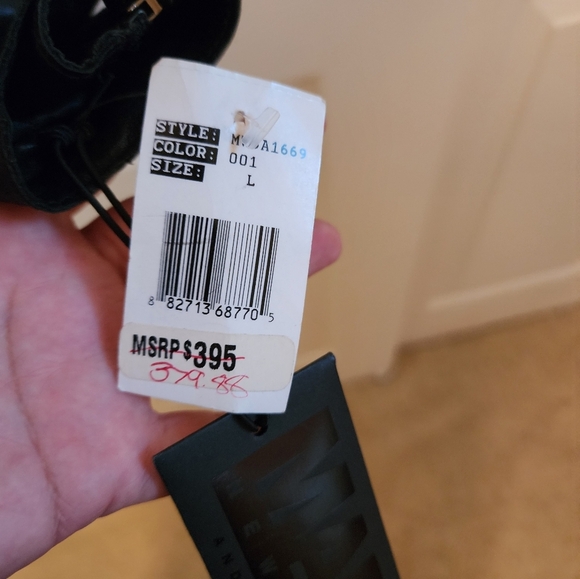 STYLE:
COLOR: 001
SIZE: L
8 82713 68770 5
MSRP $395
379.88